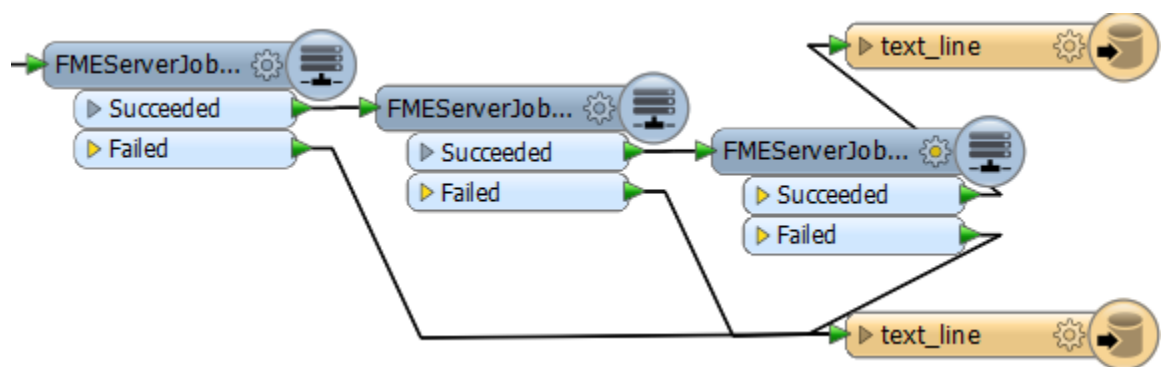 text_line
FMEServerJob...
Succeeded
Failed
FMEServerJob...
Succeeded
Failed
FMEServerJob...
Succeeded
Failed
text_line